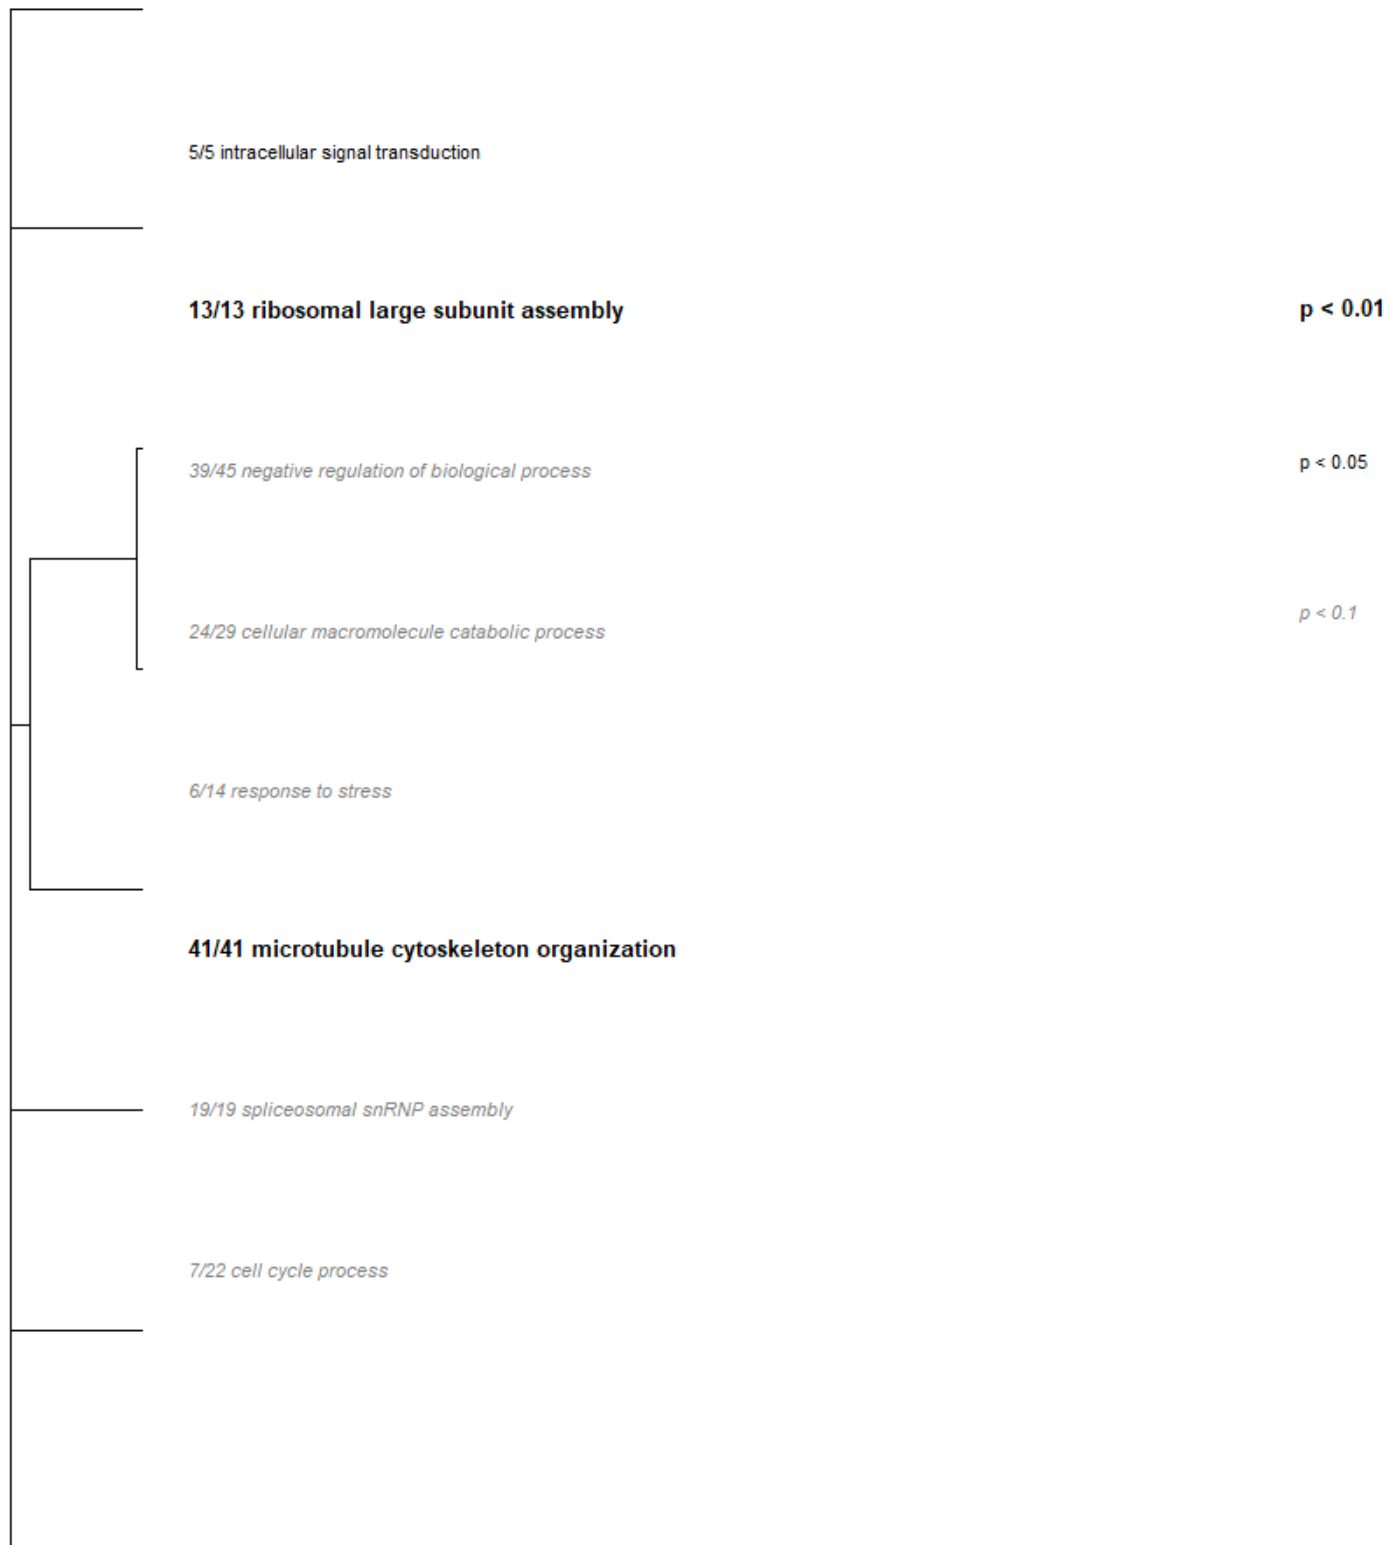 5/5 intracellular signal transduction
13/13 ribosomal large subunit assembly
p < 0.01
39/45 negative regulation of biological process
p < 0.05
24/29 cellular macromolecule catabolic process
p < 0.1
6/14 response to stress
41/41 microtubule cytoskeleton organization
19/19 spliceosomal snRNP assembly
7/22 cell cycle process